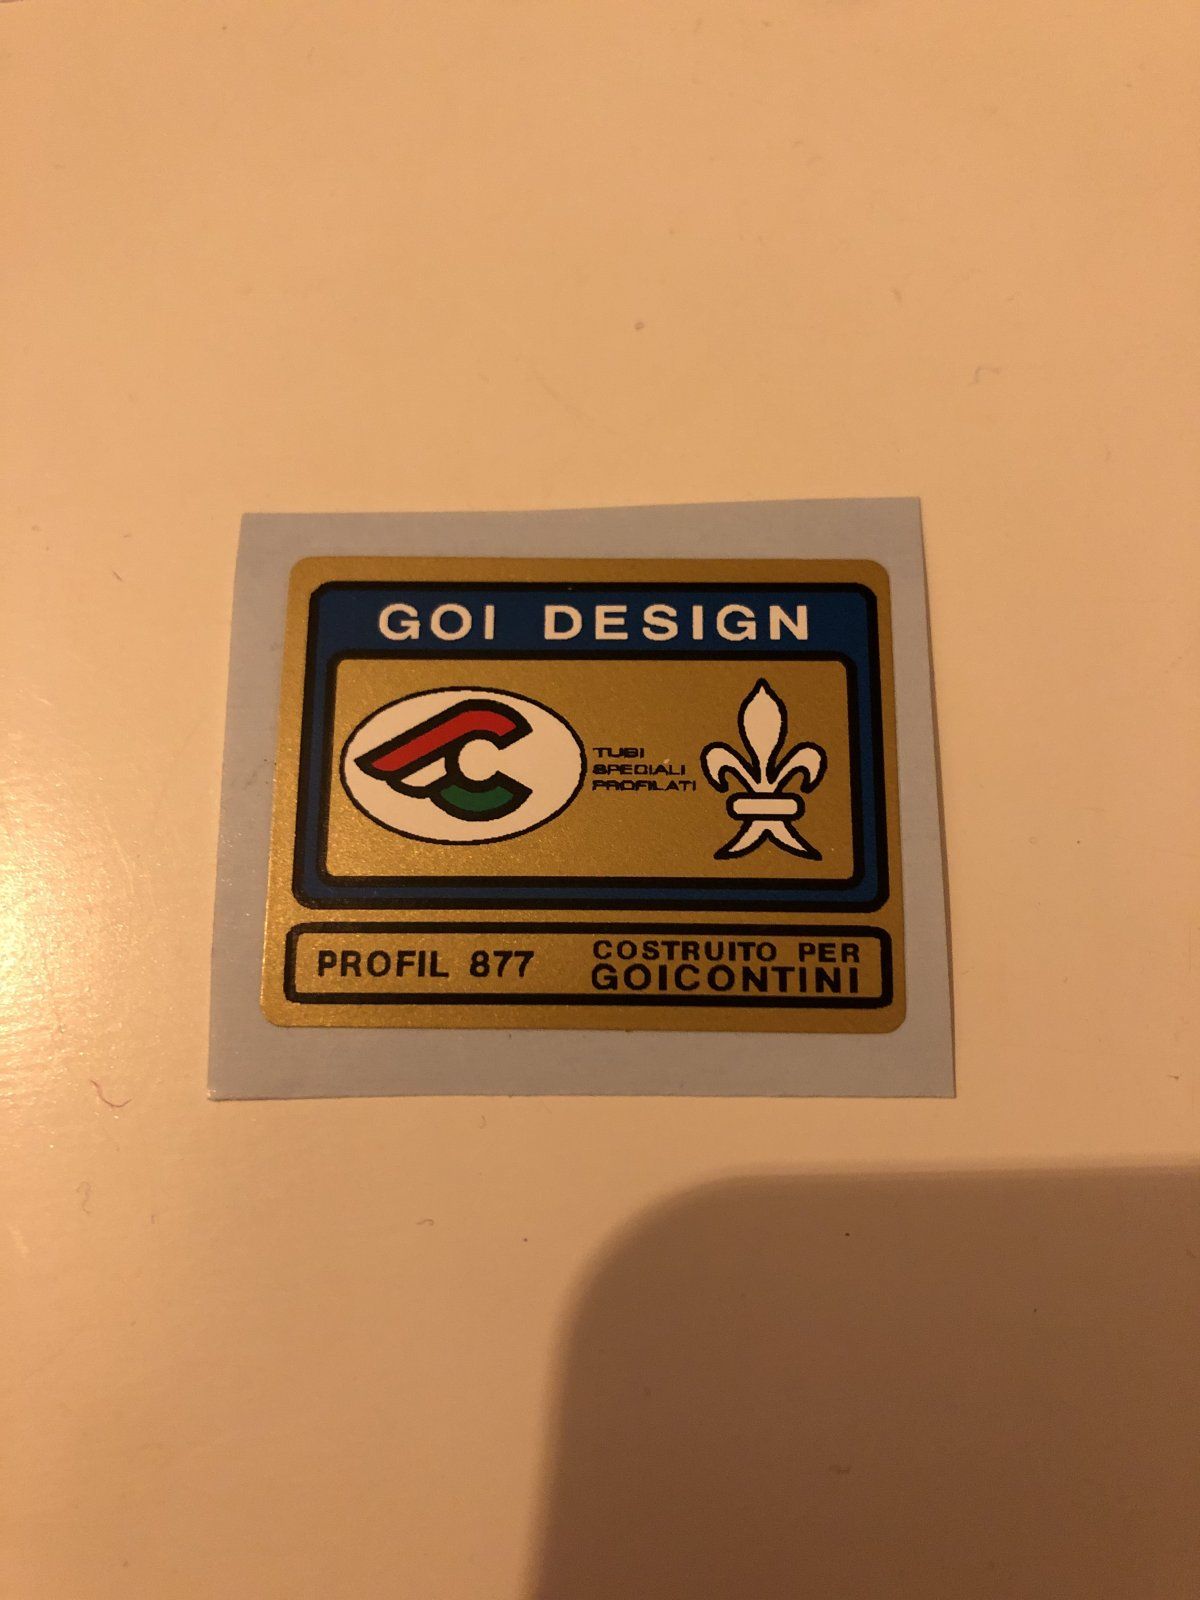 GOI DESIGN
TUBI
SPECIALI
PROFILATI
PROFIL 877
COSTRUITO PER
GOICONTINI